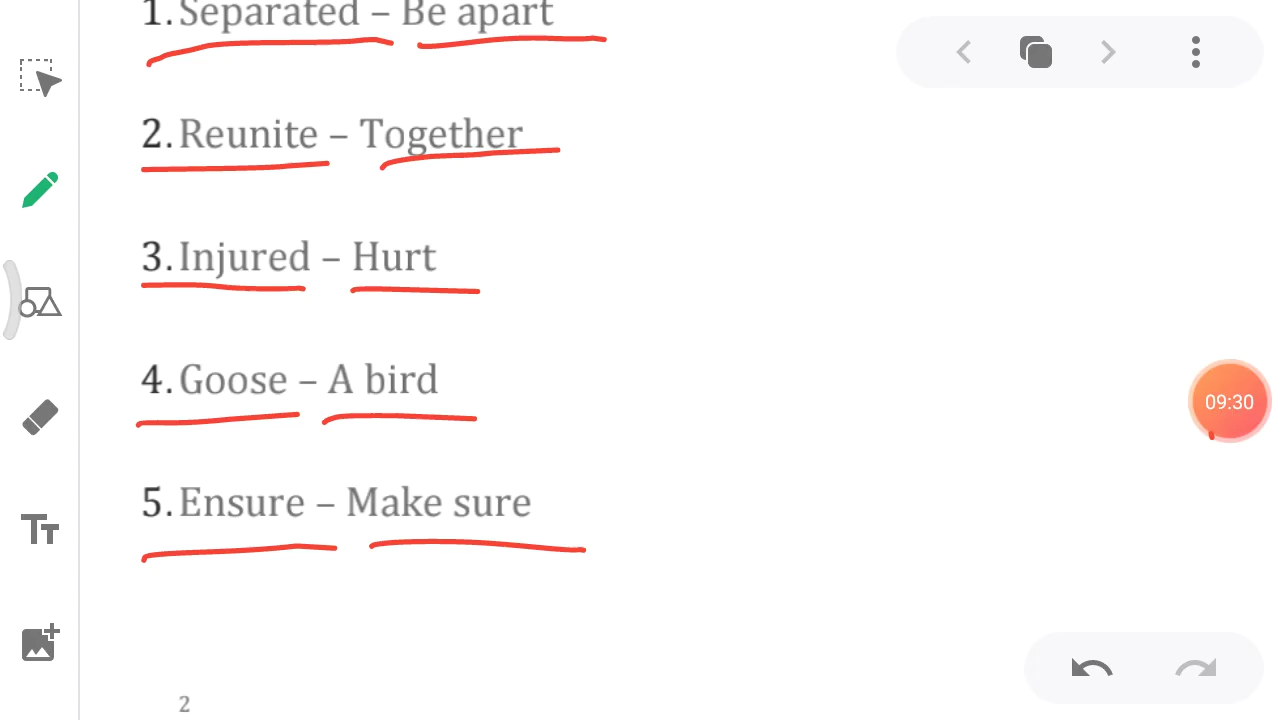 1. Separated – Be apart
2. Reunite – Together
3. Injured – Hurt
4. Goose – A bird
09:30
5. Ensure – Make sure
TT
2